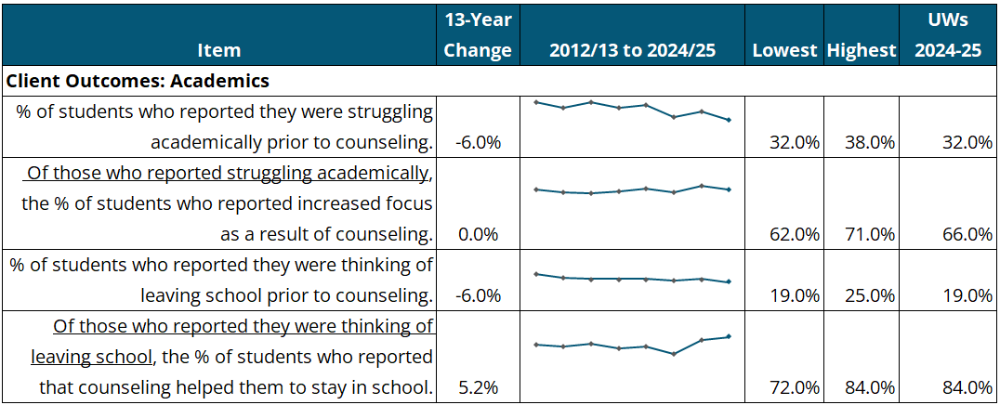 Item
13-Year
Change
2012/13 to 2024/25
Lowest
Highest
UWs
2024-25
Client Outcomes: Academics
% of students who reported they were struggling
academically prior to counseling.
-6.0%
32.0%
38.0%
32.0%
Of those who reported struggling academically,
the % of students who reported increased focus
as a result of counseling.
0.0%
62.0%
71.0%
66.0%
% of students who reported they were thinking of
leaving school prior to counseling.
-6.0%
19.0%
25.0%
19.0%
Of those who reported they were thinking of
leaving school, the % of students who reported
that counseling helped them to stay in school.
5.2%
72.0%
84.0%
84.0%